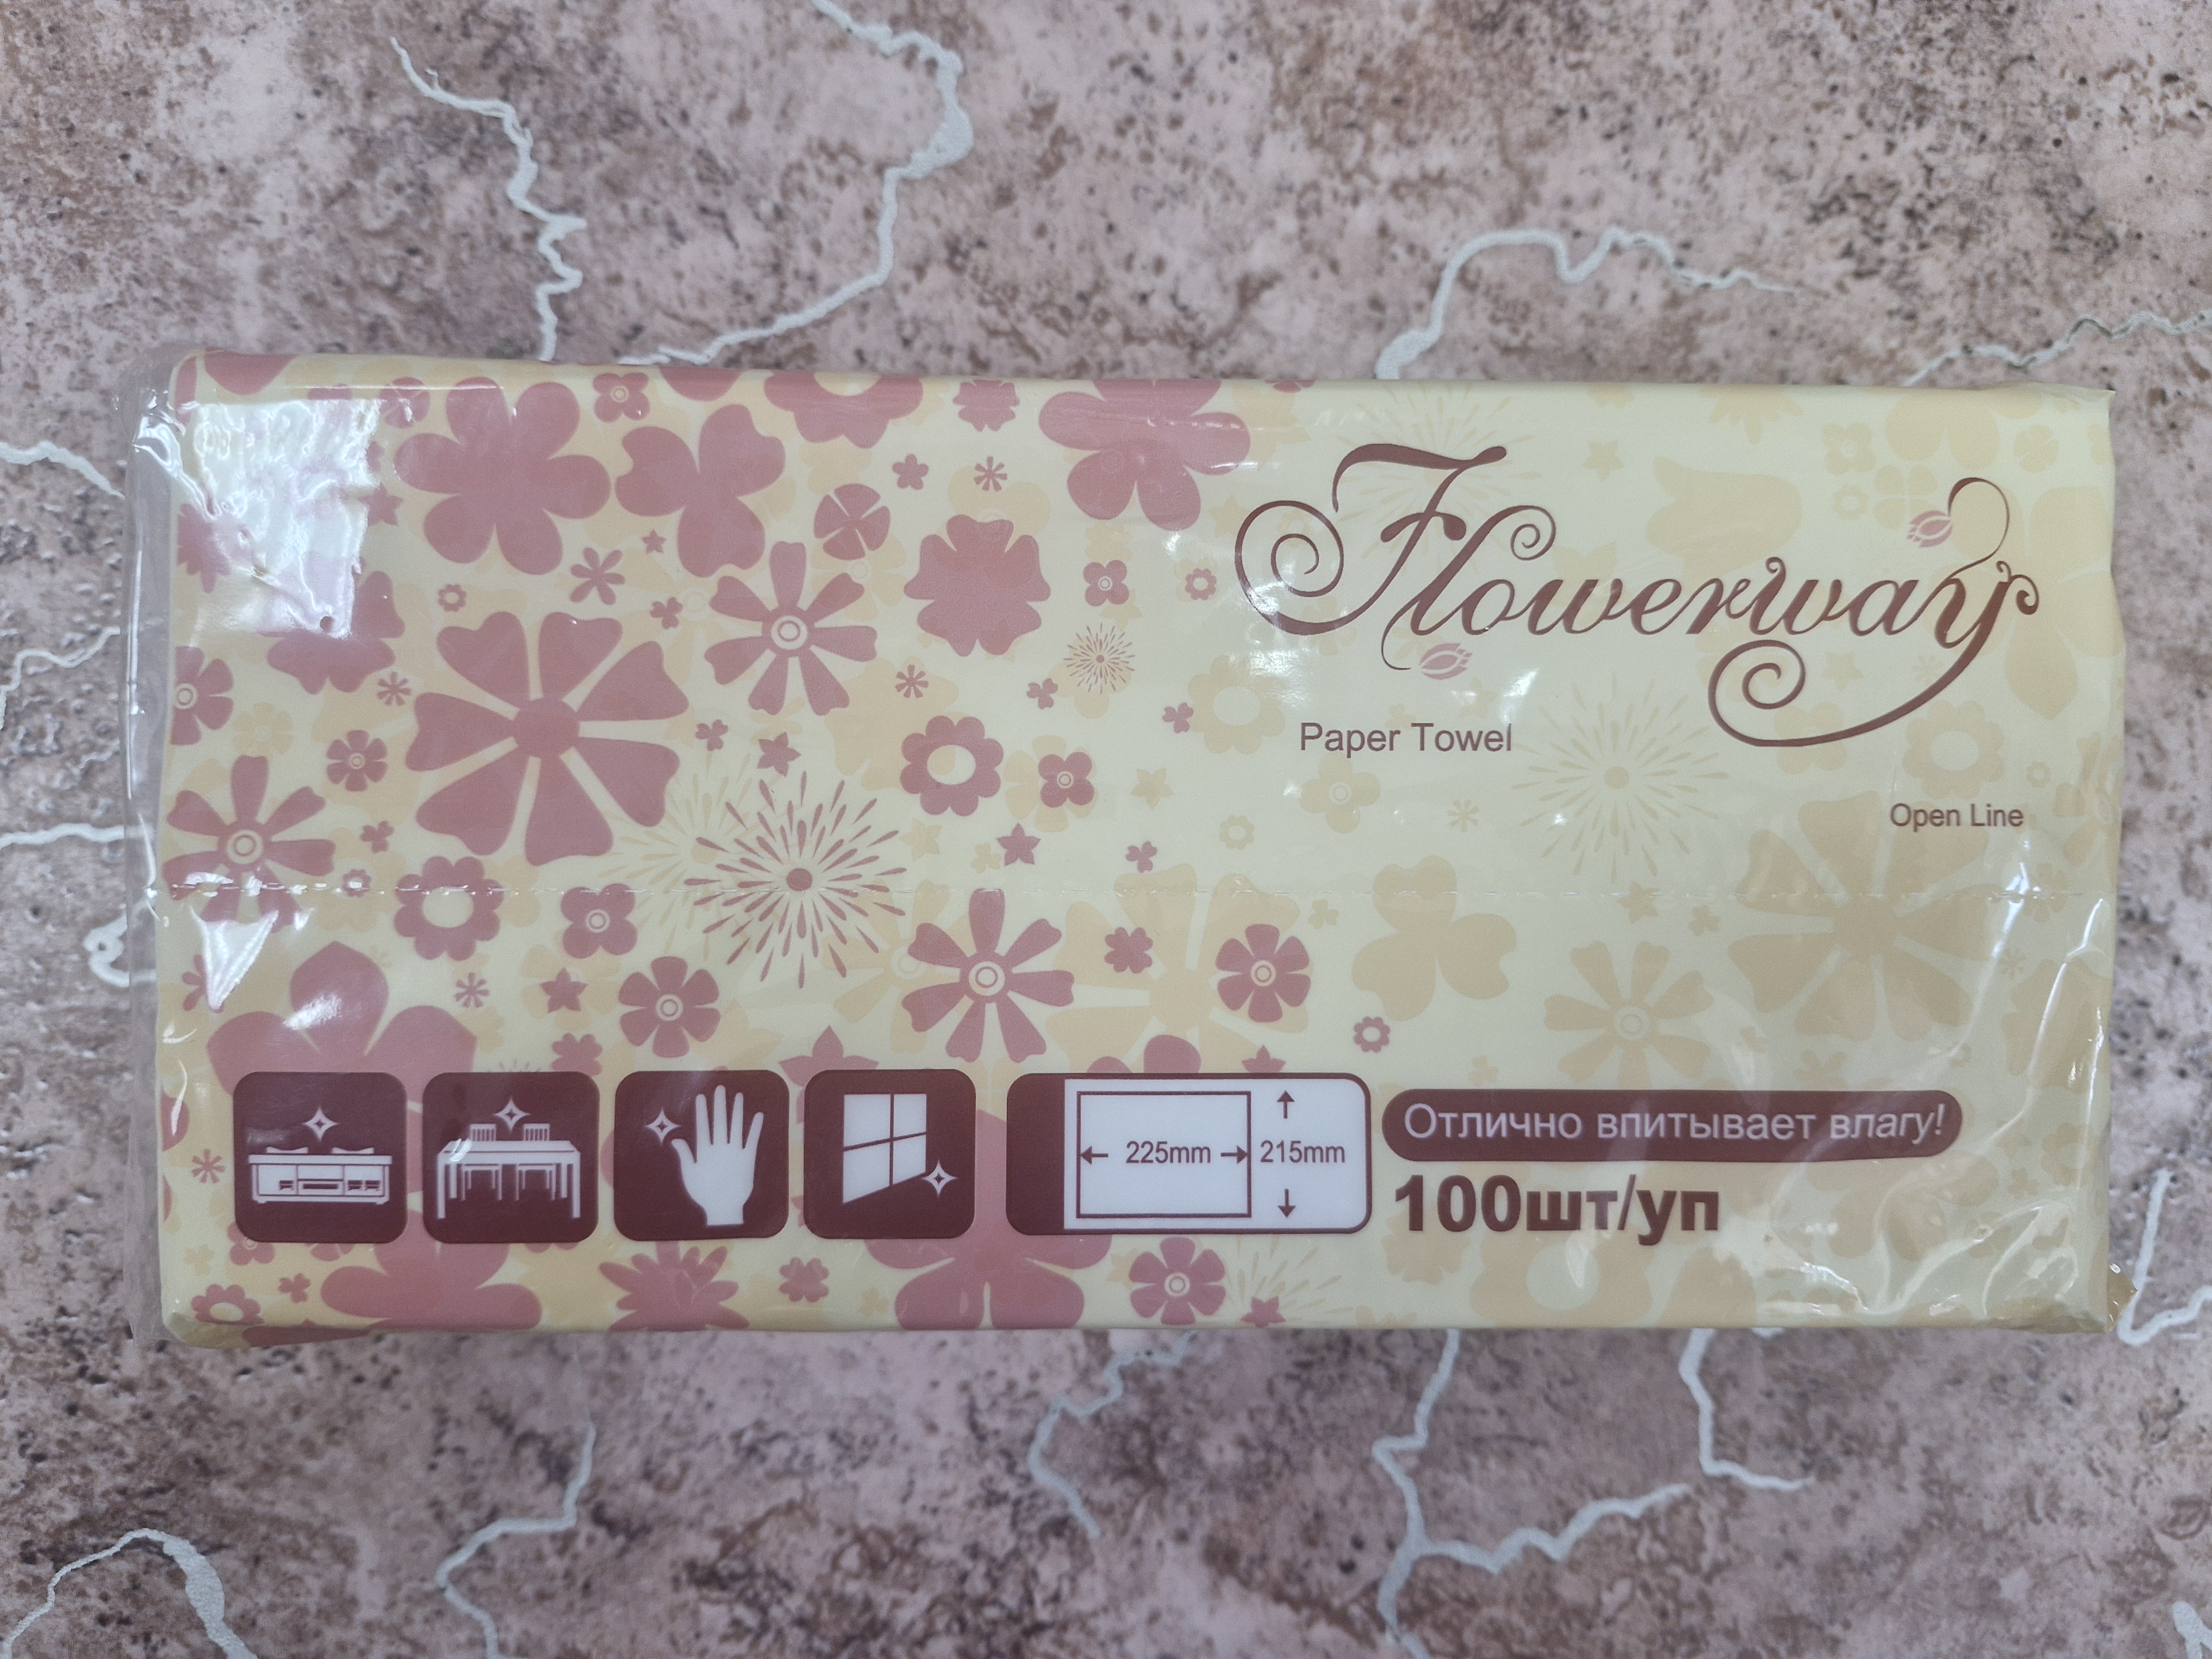 Flowerway
Paper Towel
Open Line
225mm
215mm
Отлично впитывает влагу!
100шт/уп